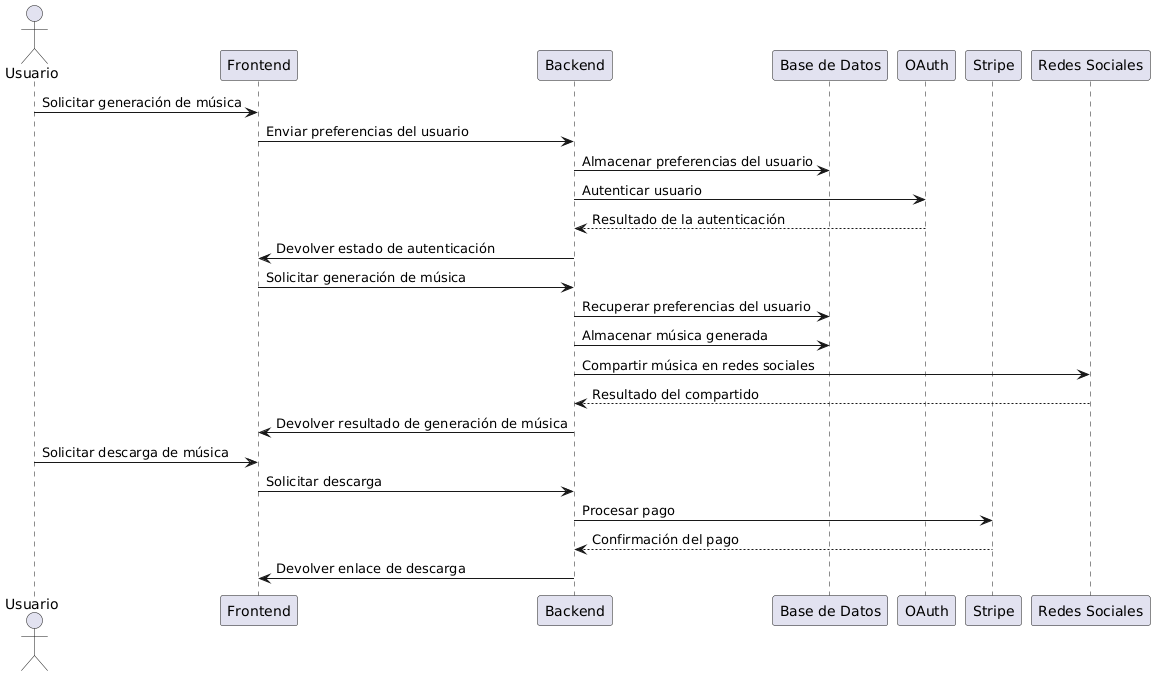 Usuario
Frontend
Backend
Base de Datos
OAuth
Stripe
Redes Sociales
Solicitar generación de música
Enviar preferencias del usuario
Almacenar preferencias del usuario
Autenticar usuario
Resultado de la autenticación
Devolver estado de autenticación
Solicitar generación de música
Recuperar preferencias del usuario
Almacenar música generada
Compartir música en redes sociales
Resultado del compartido
Devolver resultado de generación de música
Solicitar descarga de música
Solicitar descarga
Procesar pago
Confirmación del pago
Devolver enlace de descarga
Usuario
Frontend
Backend
Base de Datos
OAuth
Stripe
Redes Sociales